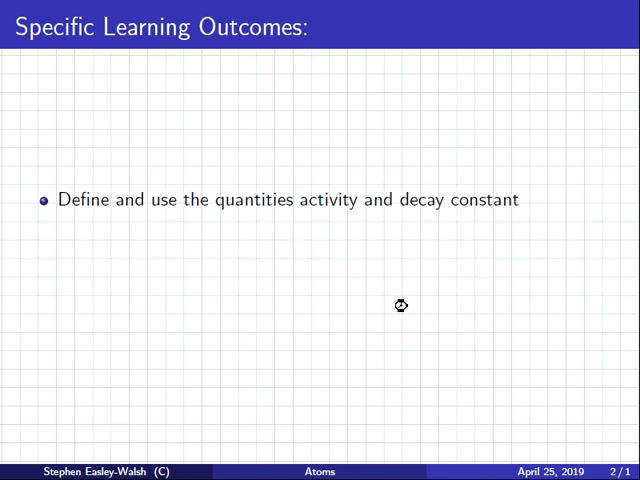 Specific Learning Outcomes:
Define and use the quantities activity and decay constant
Stephen Easley-Walsh (C) Atoms April 25, 2019 2 / 1